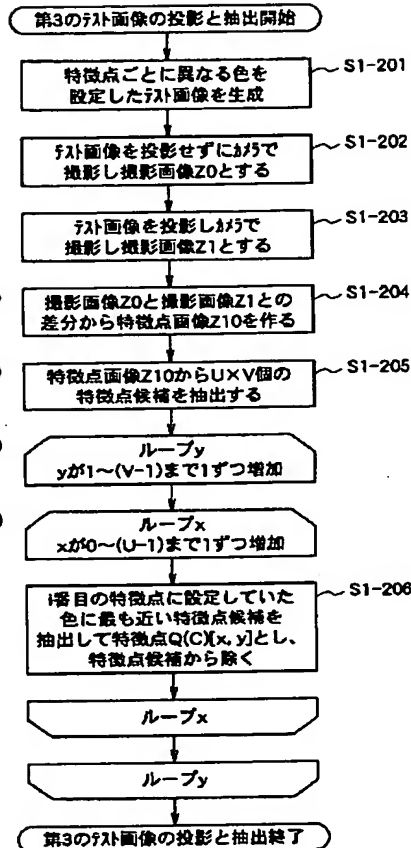 第3のテスト画像の投影と抽出開始
特徴点ごとに異なる色を
設定したテスト画像を生成
S1-201
テスト画像を投影せずにカメラで
撮影し撮影画像Z0とする
S1-202
テスト画像を投影しカメラで
撮影し撮影画像Z1とする
S1-203
撮影画像Z0と撮影画像Z1との
差分から特徴点画像Z10を作る
S1-204
特徴点画像Z10からU×V個の
特徴点候補を抽出する
S1-205
ループy
yが1~(V-1)まで1ずつ増加
ループx
xが0~(U-1)まで1ずつ増加
i番目の特徴点に設定していた
色に最も近い特徴点候補を
抽出して特徴点Q(C)[x, y]とし、
特徴点候補から除く
S1-206
ループx
ループy
第3のテスト画像の投影と抽出終了